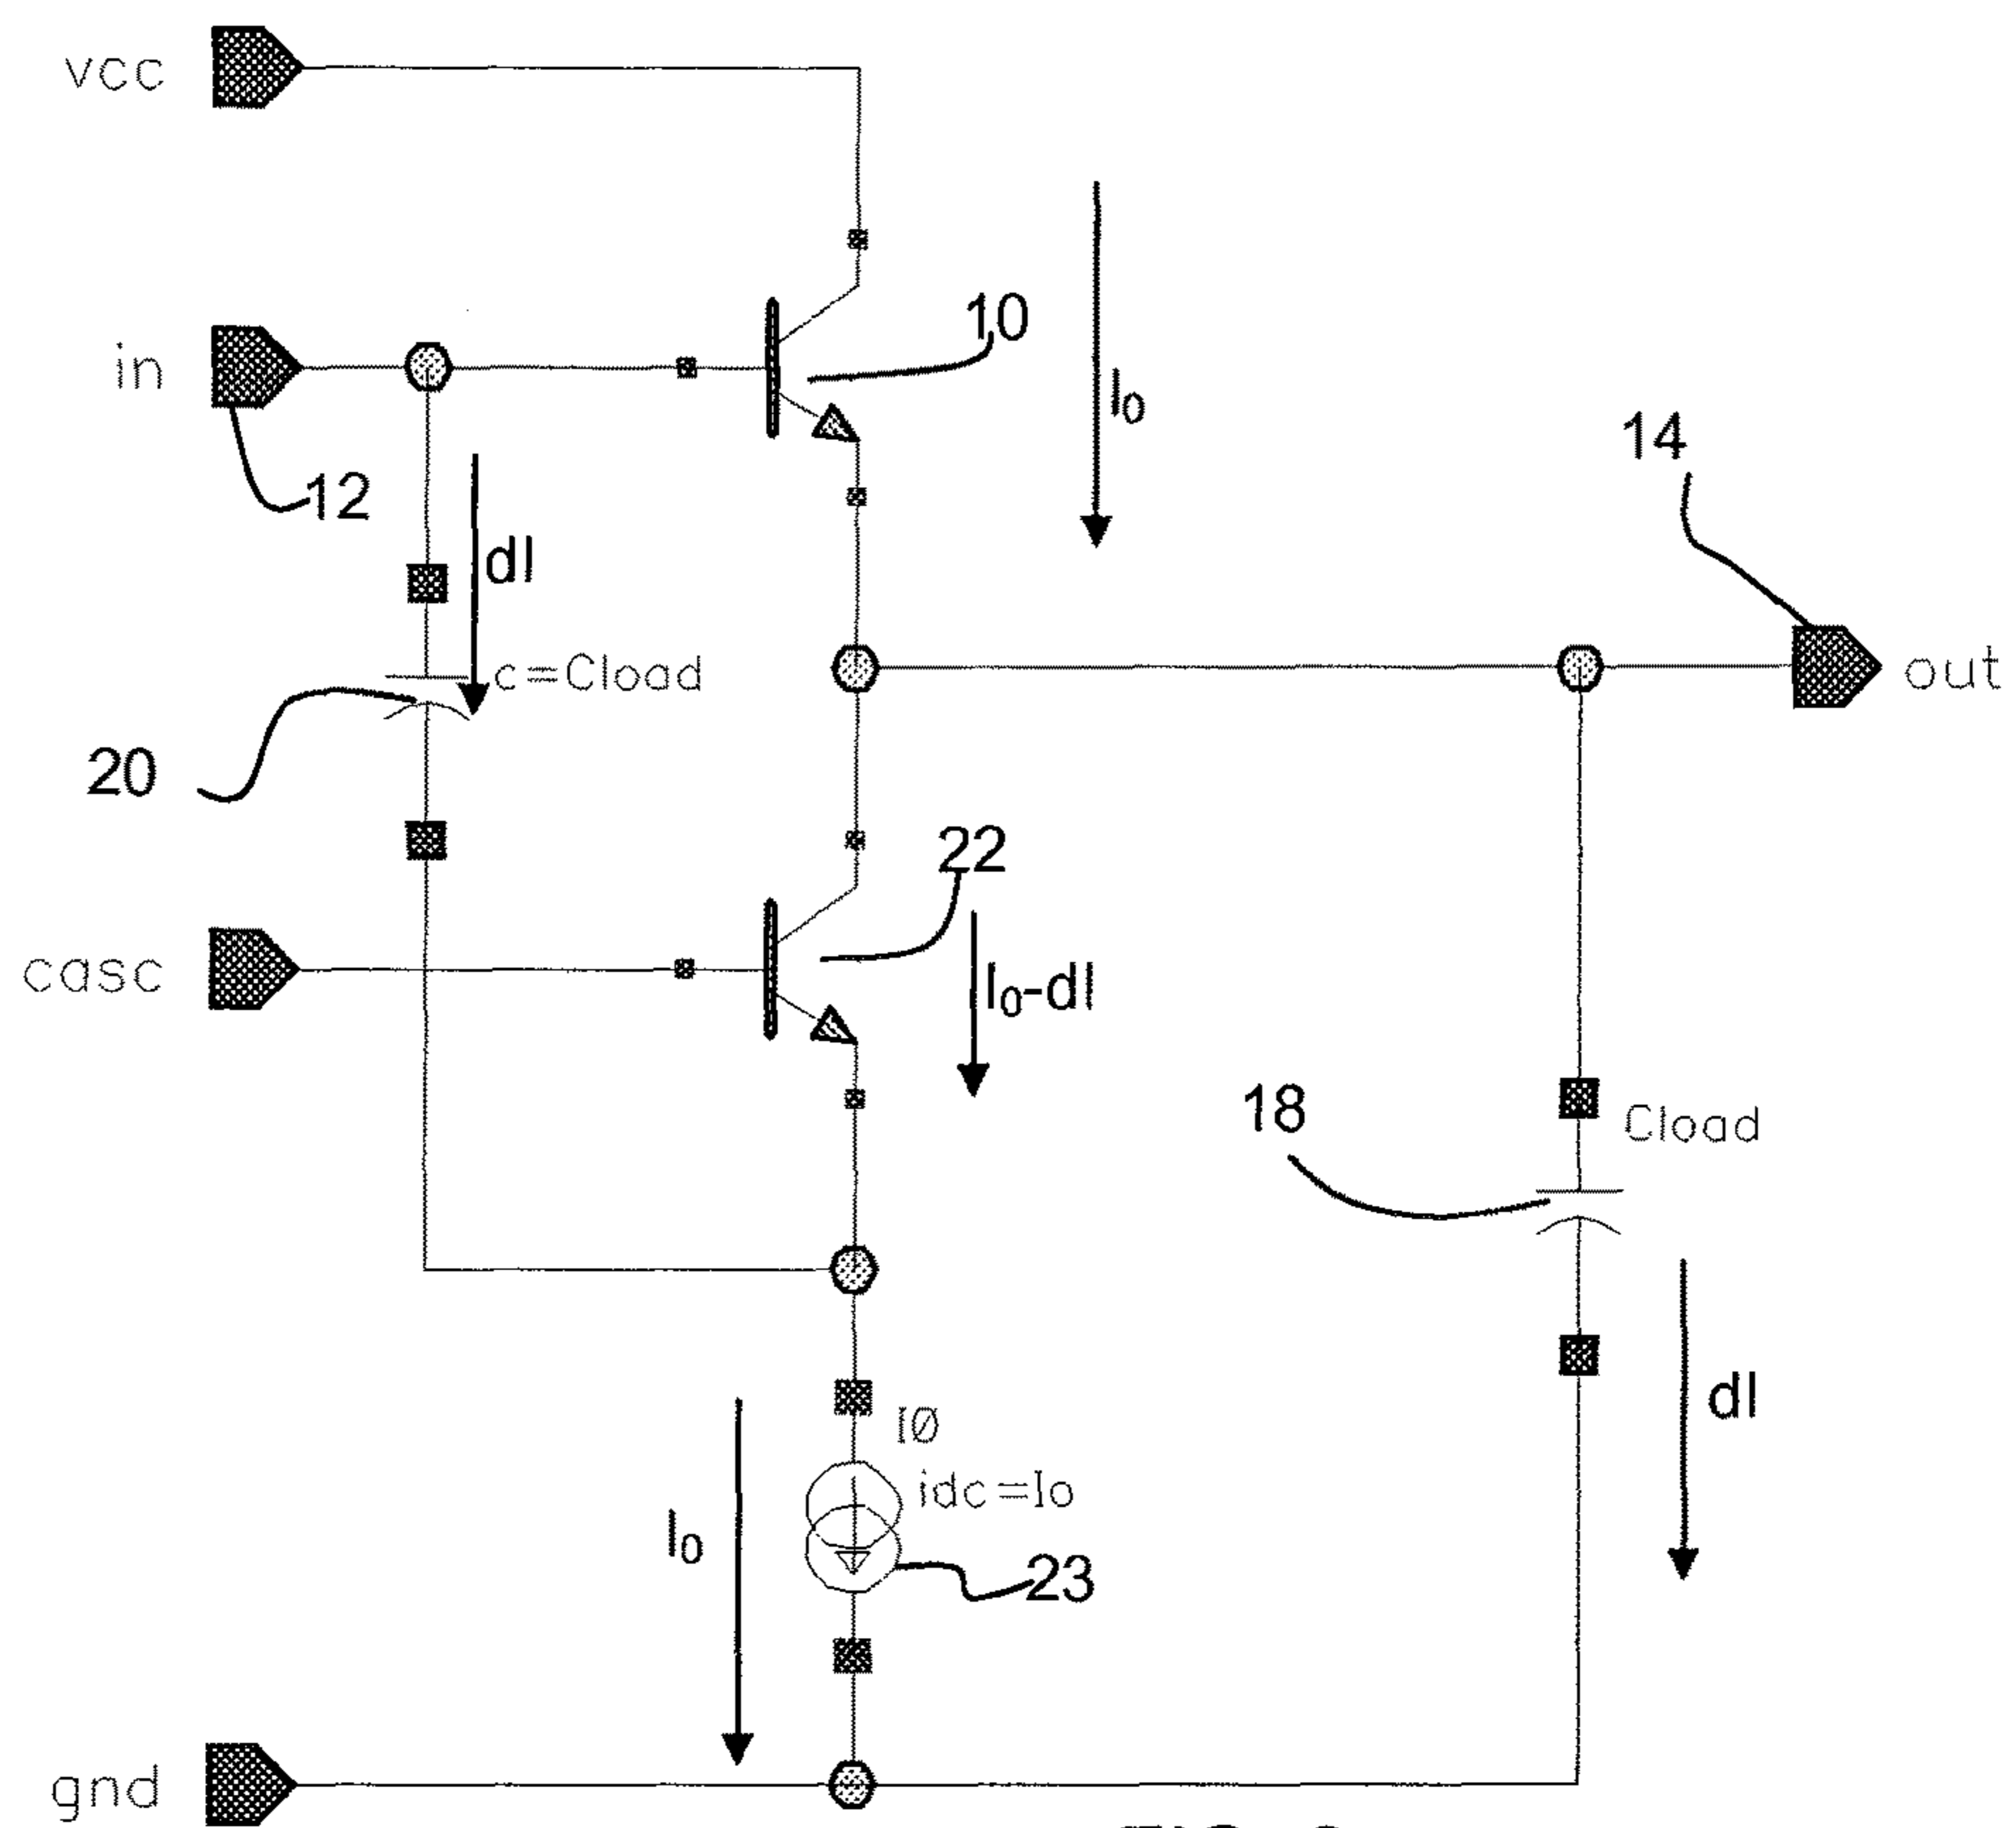 vcc
10
in
I₀
14
12
dI
c=Cload
out
20
22
casc
I₀-dI
18
Cload
dI
IØ
idc=Io
I₀
23
gnd